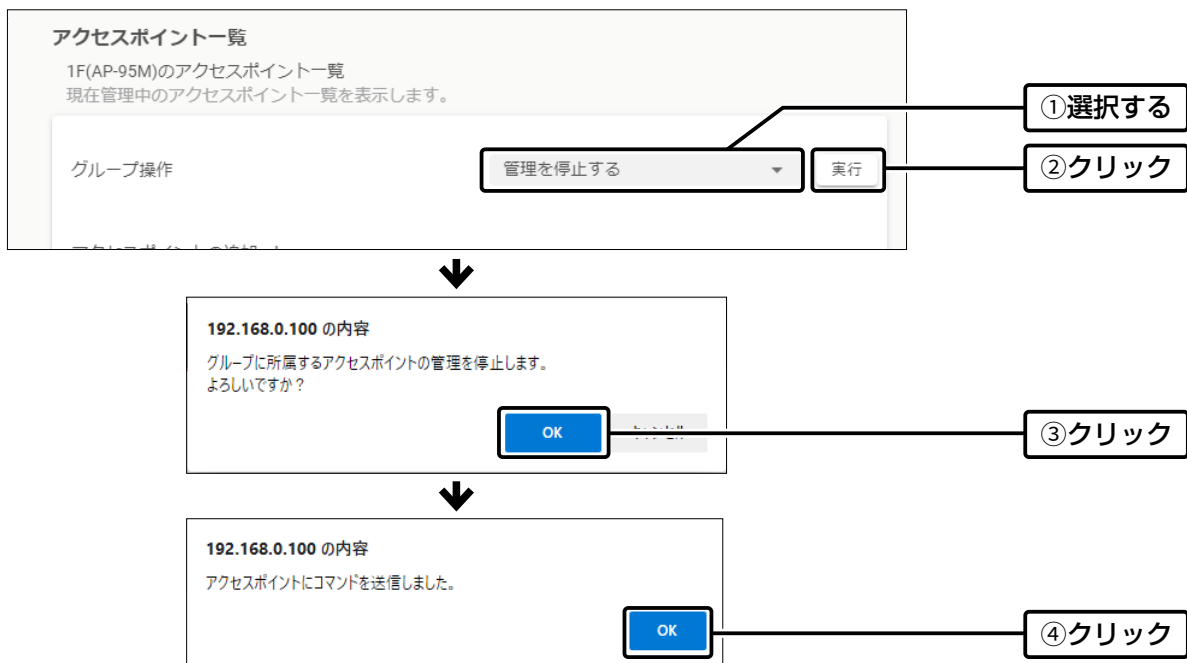 アクセスポイント一覧
1F(AP-95M)のアクセスポイント一覧
現在管理中のアクセスポイント一覧を表示します。
①選択する
グループ操作
管理を停止する
実行
②クリック
192.168.0.100 の内容
グループに所属するアクセスポイントの管理を停止します。
よろしいですか？
OK
③クリック
192.168.0.100 の内容
アクセスポイントにコマンドを送信しました。
OK
④クリック